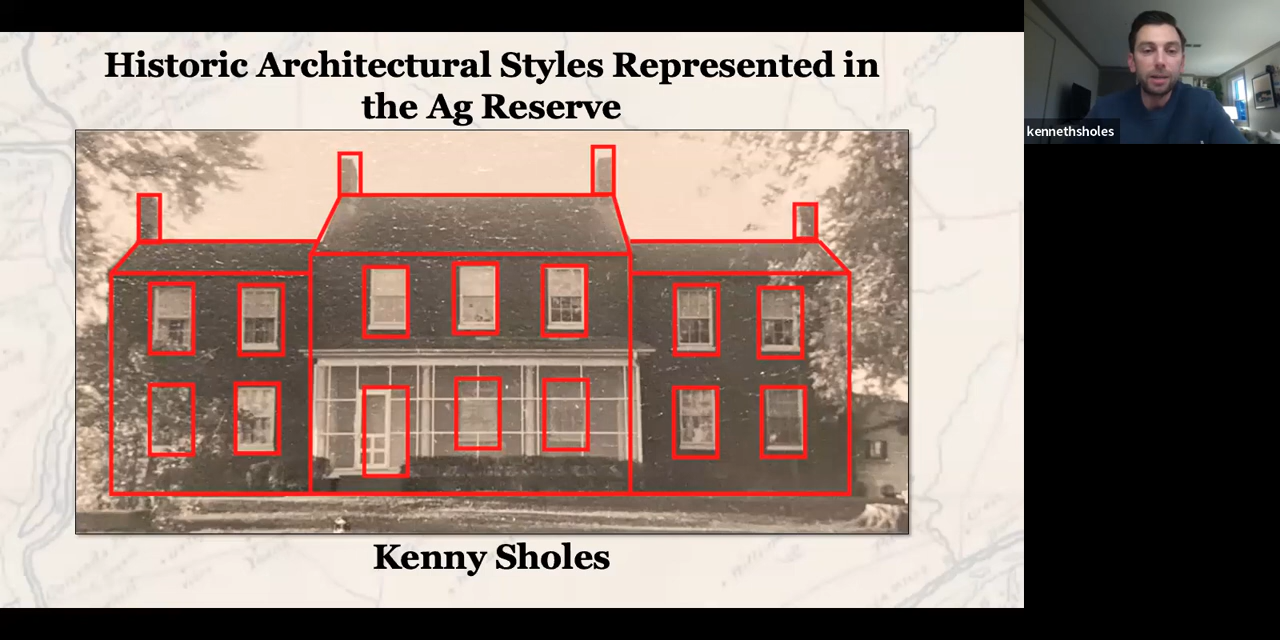 Historic Architectural Styles Represented in
the Ag Reserve
kennethsholes
Kenny Sholes